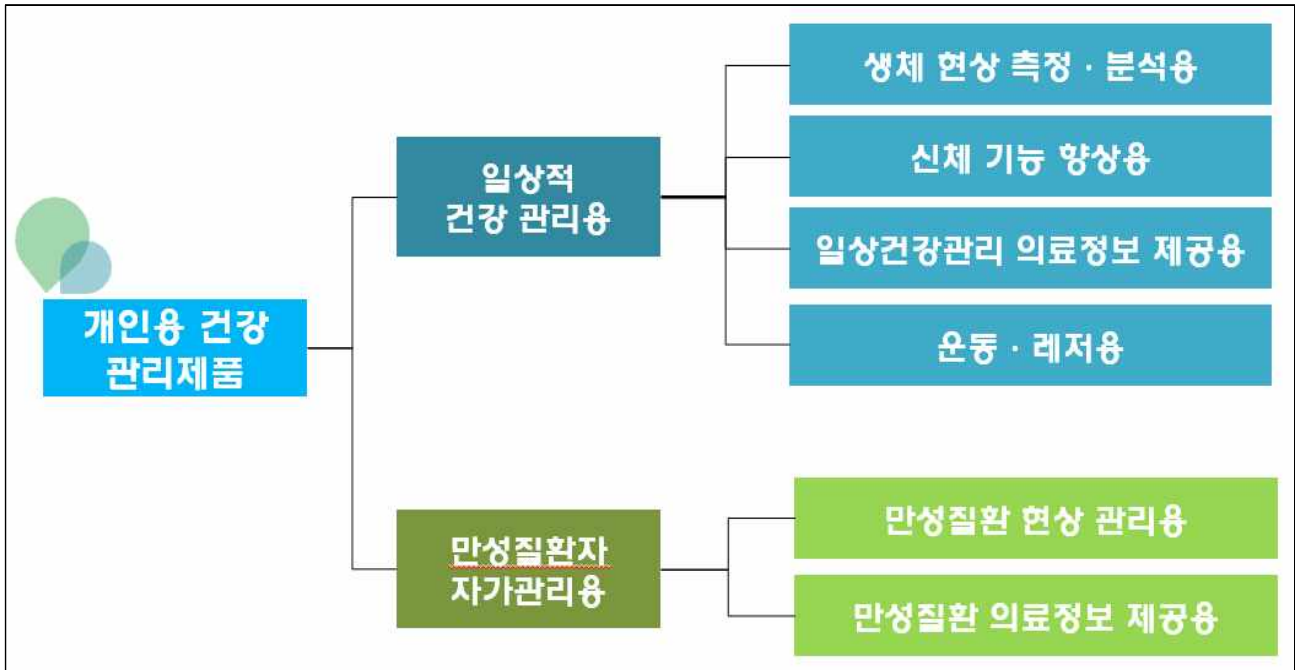 개인용 건강
관리제품
일상적
건강 관리용
생체 현상 측정 · 분석용
신체 기능 향상용
일상건강관리 의료정보 제공용
운동 · 레저용
만성질환자
자가관리용
만성질환 현상 관리용
만성질환 의료정보 제공용